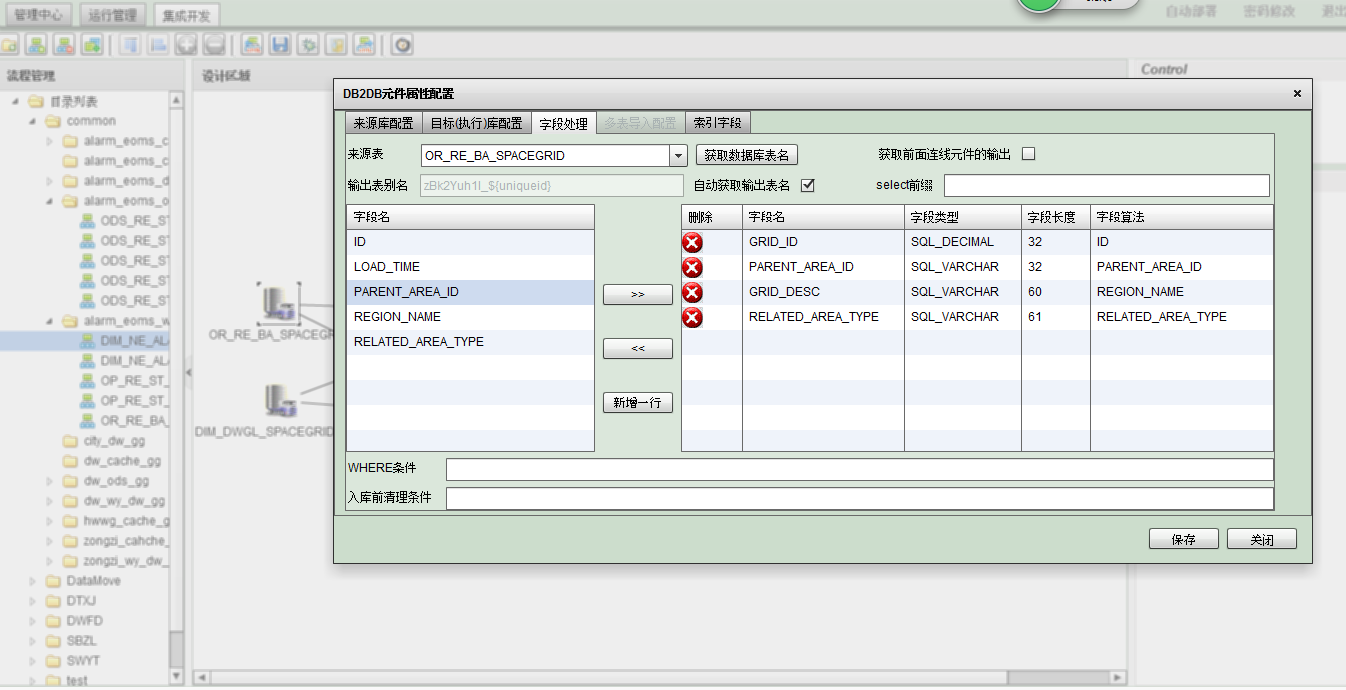 管理中心 运行管理 集成开发 自动部署 密码修改 退出
流程管理 设计区域 Control
目录列表
common
alarm_eoms_c
alarm_eoms_c
alarm_eoms_d
alarm_eoms_o
ODS_RE_ST
ODS_RE_ST
ODS_RE_ST
ODS_RE_ST
ODS_RE_ST
alarm_eoms_w
DIM_NE_AL
DIM_NE_AL
OP_RE_ST_
OP_RE_ST_
OR_RE_BA_
city_dw_gg
dw_cache_gg
dw_ods_gg
dw_wy_dw_gg
hwwg_cache_g
zongzi_cahche_
zongzi_wy_dw_
DataMove
DTXJ
DWFD
SBZL
SWYT
test
OR_RE_BA_SPACEGR
DIM_DWGL_SPACEGRID
DB2DB元件属性配置
来源库配置 目标(执行)库配置 字段处理 多表导入配置 索引字段
来源表 OR_RE_BA_SPACEGRID 获取数据库表名 获取前面连线元件的输出
输出表别名 zBk2Yuh1I_${uniqueid} 自动获取输出表名 select前缀
字段名
ID
LOAD_TIME
PARENT_AREA_ID
REGION_NAME
RELATED_AREA_TYPE
>>
<<
新增一行
删除 字段名 字段类型 字段长度 字段算法
GRID_ID SQL_DECIMAL 32 ID
PARENT_AREA_ID SQL_VARCHAR 32 PARENT_AREA_ID
GRID_DESC SQL_VARCHAR 60 REGION_NAME
RELATED_AREA_TYPE SQL_VARCHAR 61 RELATED_AREA_TYPE
WHERE条件
入库前清理条件
保存 关闭